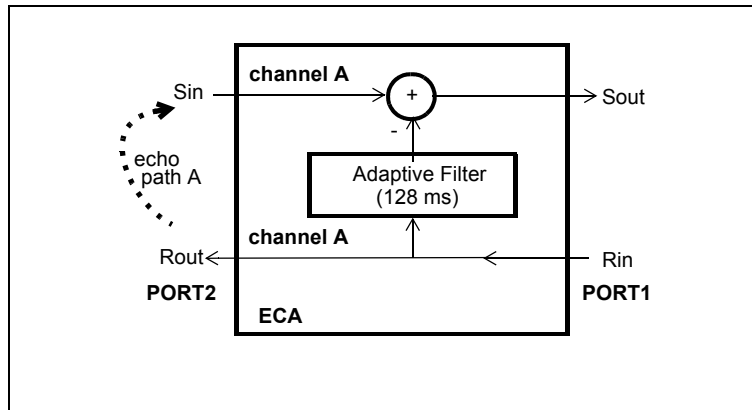 channel A
Sin
+
Sout
-
echo
path A
Adaptive Filter
(128 ms)
channel A
Rout
Rin
PORT2
PORT1
ECA